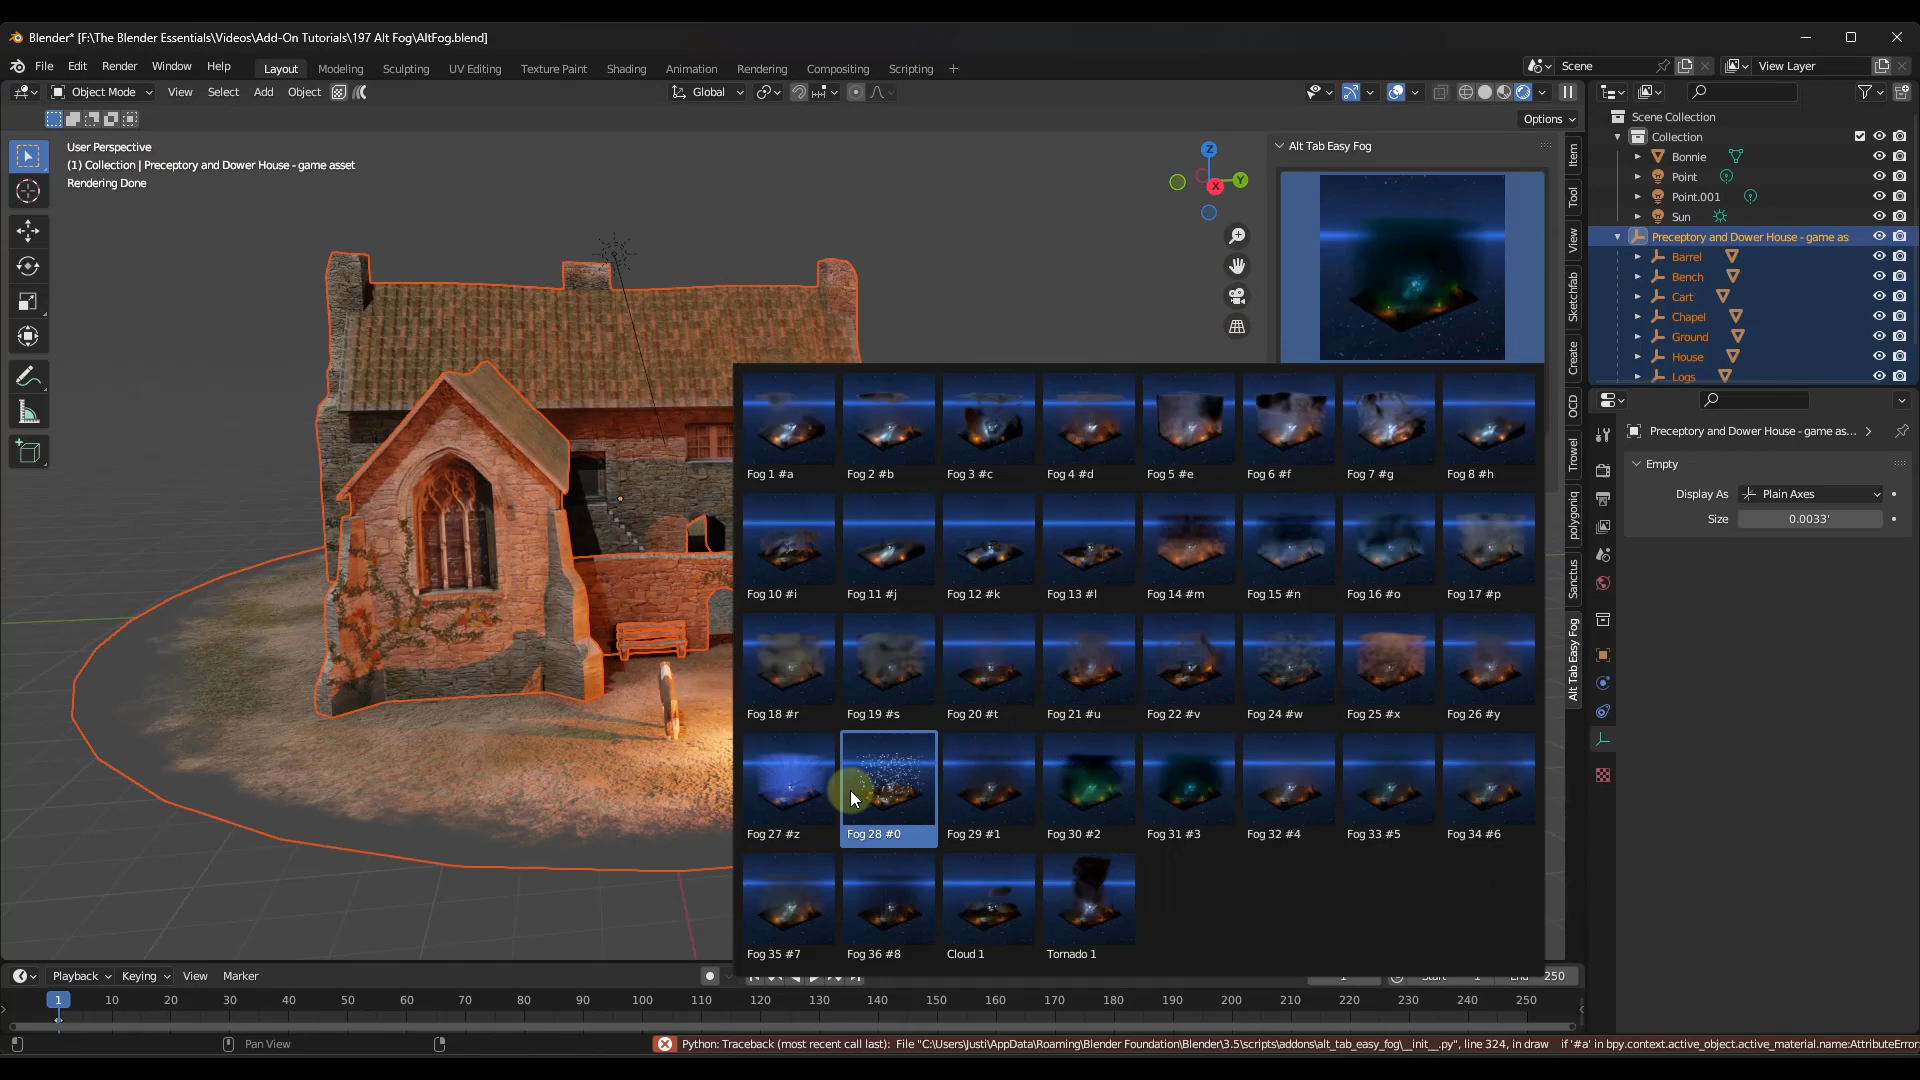 Blender* [F:\The Blender Essentials\Videos\Add-On Tutorials\197 Alt Fog\AltFog.blend]
File Edit Render Window Help
Layout Modeling Sculpting UV Editing Texture Paint Shading Animation Rendering Compositing Scripting +
Scene
View Layer
Object Mode View Select Add Object
Global
Options
User Perspective
(1) Collection | Preceptory and Dower House - game asset
Rendering Done
Z
Y
X
Alt Tab Easy Fog
Item
Tool
View
Sketchfab
Create
OCD
Trowel
polygoniq
Sanctus
Alt Tab Easy Fog
Fog 1 #a Fog 2 #b Fog 3 #c Fog 4 #d Fog 5 #e Fog 6 #f Fog 7 #g Fog 8 #h
Fog 10 #i Fog 11 #j Fog 12 #k Fog 13 #l Fog 14 #m Fog 15 #n Fog 16 #o Fog 17 #p
Fog 18 #r Fog 19 #s Fog 20 #t Fog 21 #u Fog 22 #v Fog 24 #w Fog 25 #x Fog 26 #y
Fog 27 #z Fog 28 #0 Fog 29 #1 Fog 30 #2 Fog 31 #3 Fog 32 #4 Fog 33 #5 Fog 34 #6
Fog 35 #7 Fog 36 #8 Cloud 1 Tornado 1
Scene Collection
Collection
Bonnie
Point
Point.001
Sun
Preceptory and Dower House - game as
Barrel
Bench
Cart
Chapel
Ground
House
Logs
Preceptory and Dower House - game as...
Empty
Display As Plain Axes
Size 0.0033'
Playback Keying View Marker
1 Start 1 End 250
1 10 20 30 40 50 60 70 80 90 100 110 120 130 140 150 160 170 180 190 200 210 220 230 240 250
Pan View
Python: Traceback (most recent call last): File "C:\Users\Justi\AppData\Roaming\Blender Foundation\Blender\3.5\scripts\addons\alt_tab_easy_fog\__init__.py", line 324, in draw if '#a' in bpy.context.active_object.active_material.name:AttributeError: